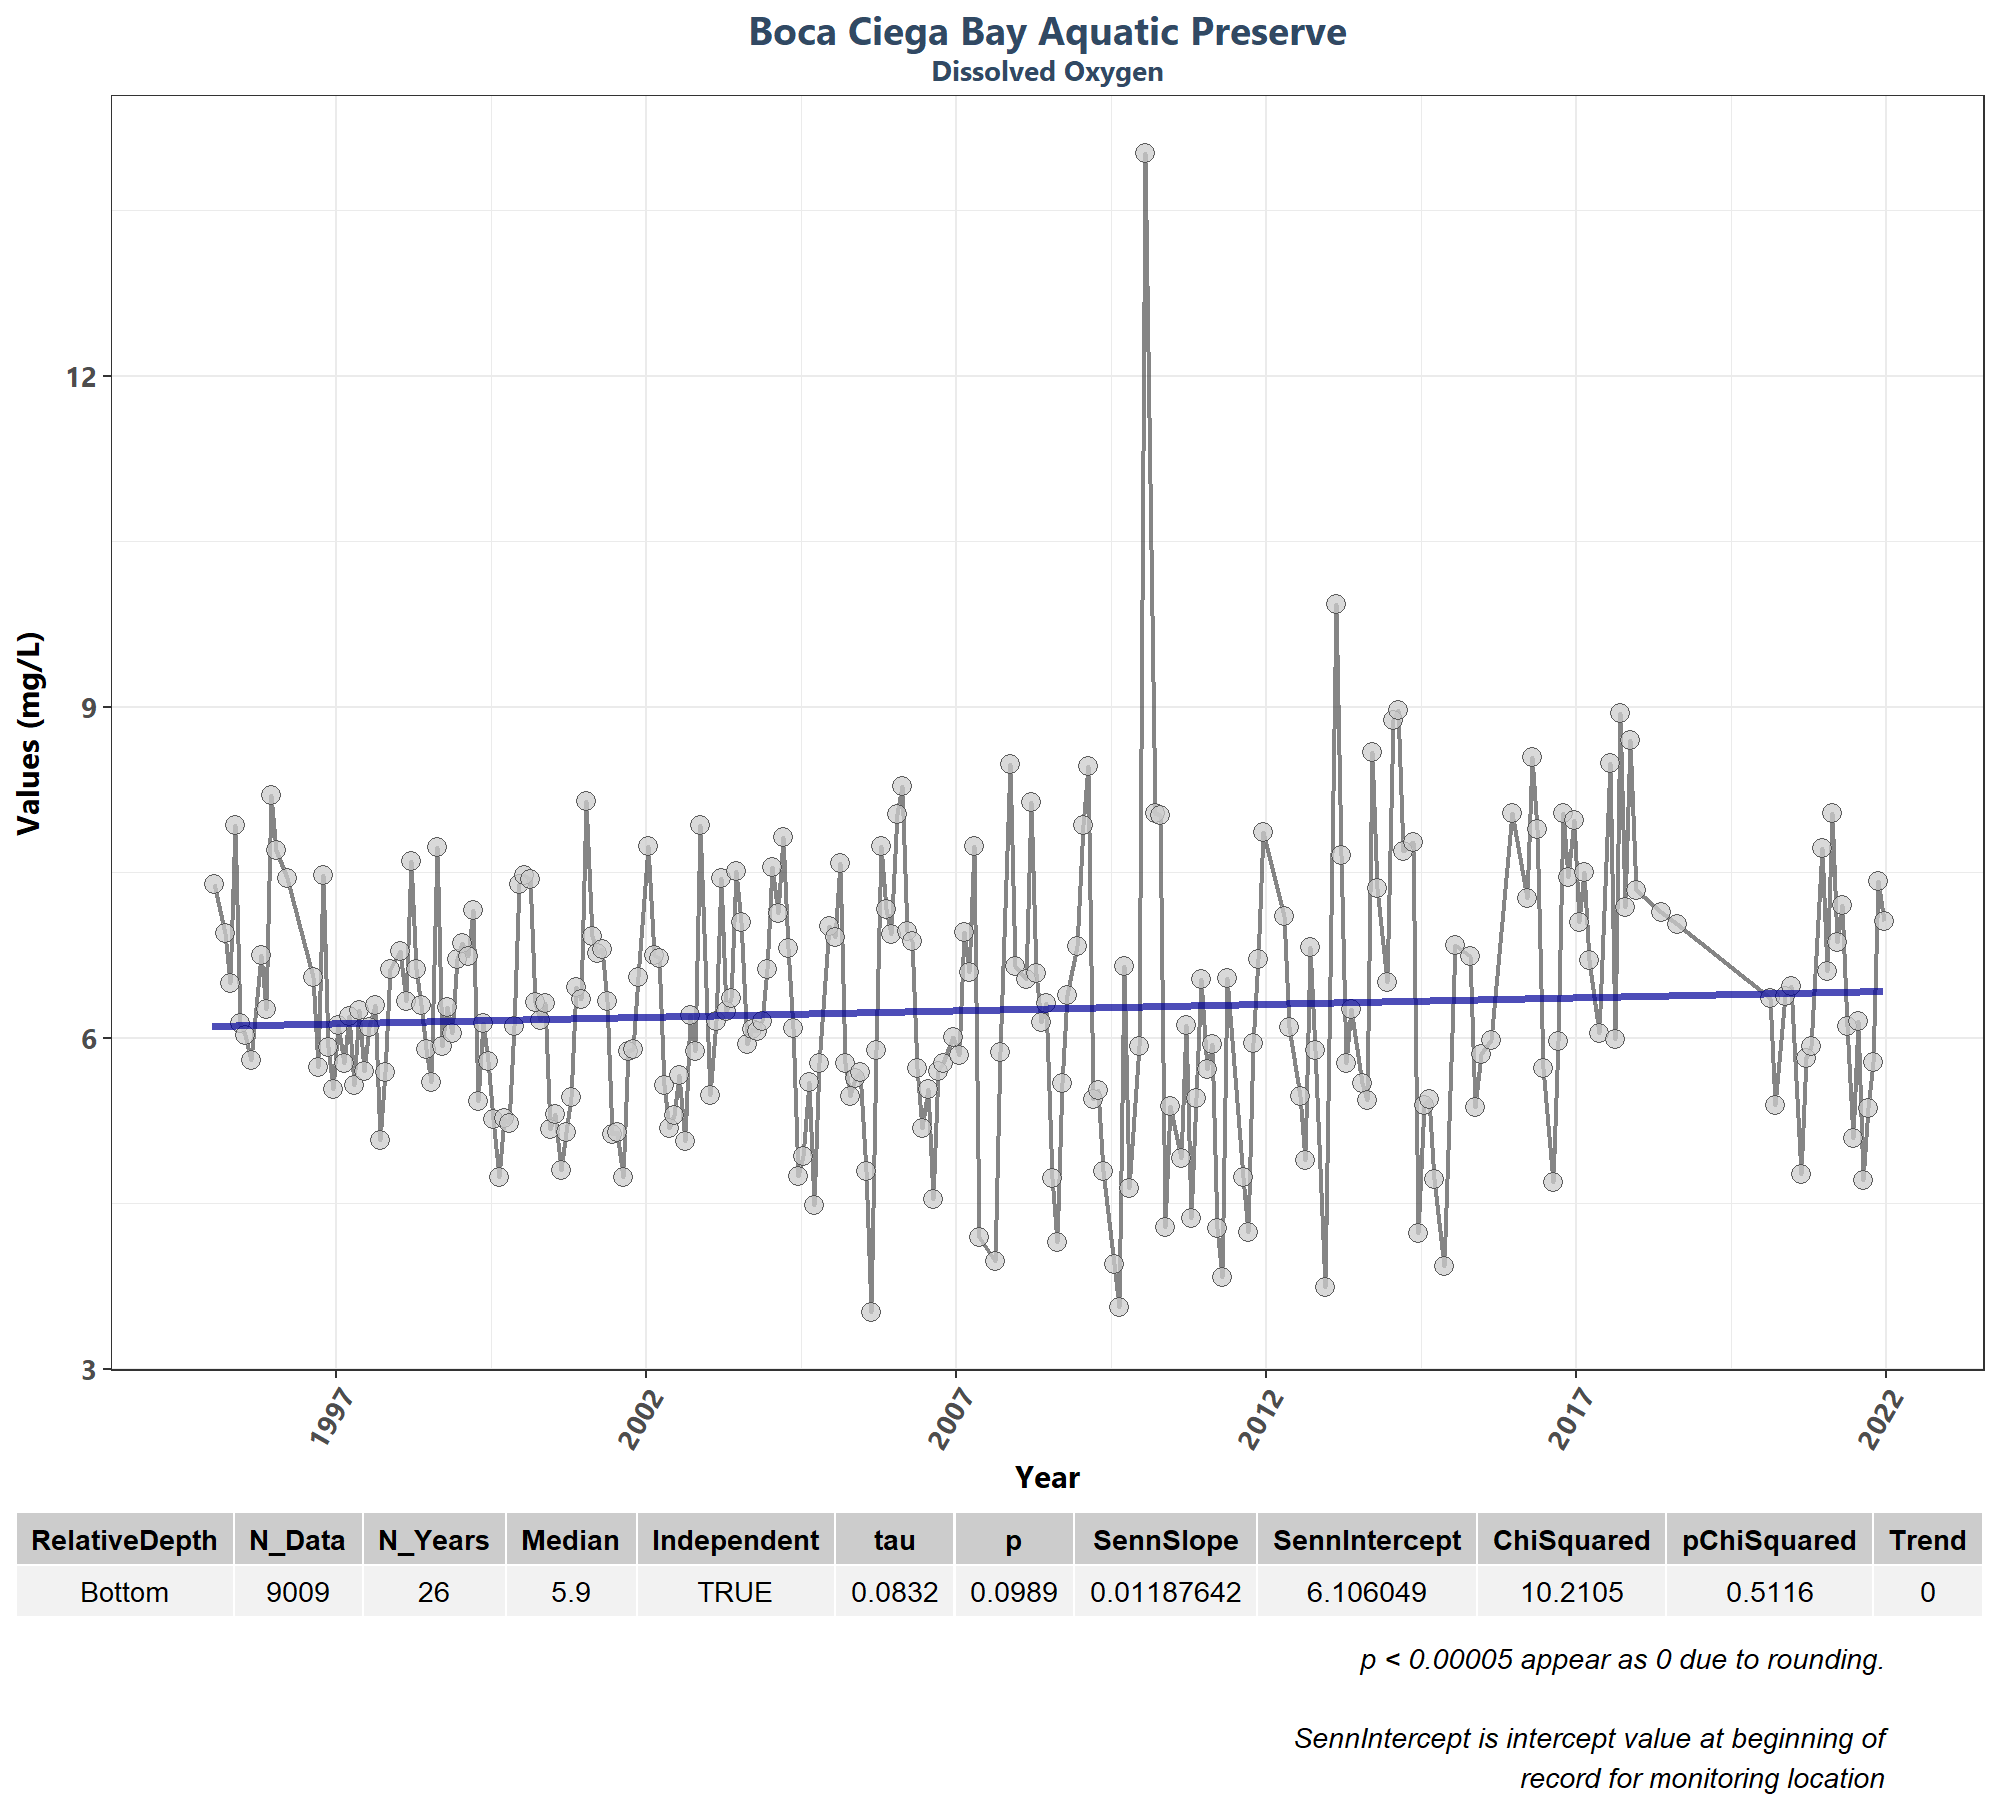 Boca Ciega Bay Aquatic Preserve
Dissolved Oxygen
12
9
6
3
Values (mg/L)
1997 2002 2007 2012 2017 2022
Year
RelativeDepth N_Data N_Years Median Independent tau p SennSlope SennIntercept ChiSquared pChiSquared Trend
Bottom 9009 26 5.9 TRUE 0.0832 0.0989 0.01187642 6.106049 10.2105 0.5116 0
p < 0.00005 appear as 0 due to rounding.
SennIntercept is intercept value at beginning of
record for monitoring location